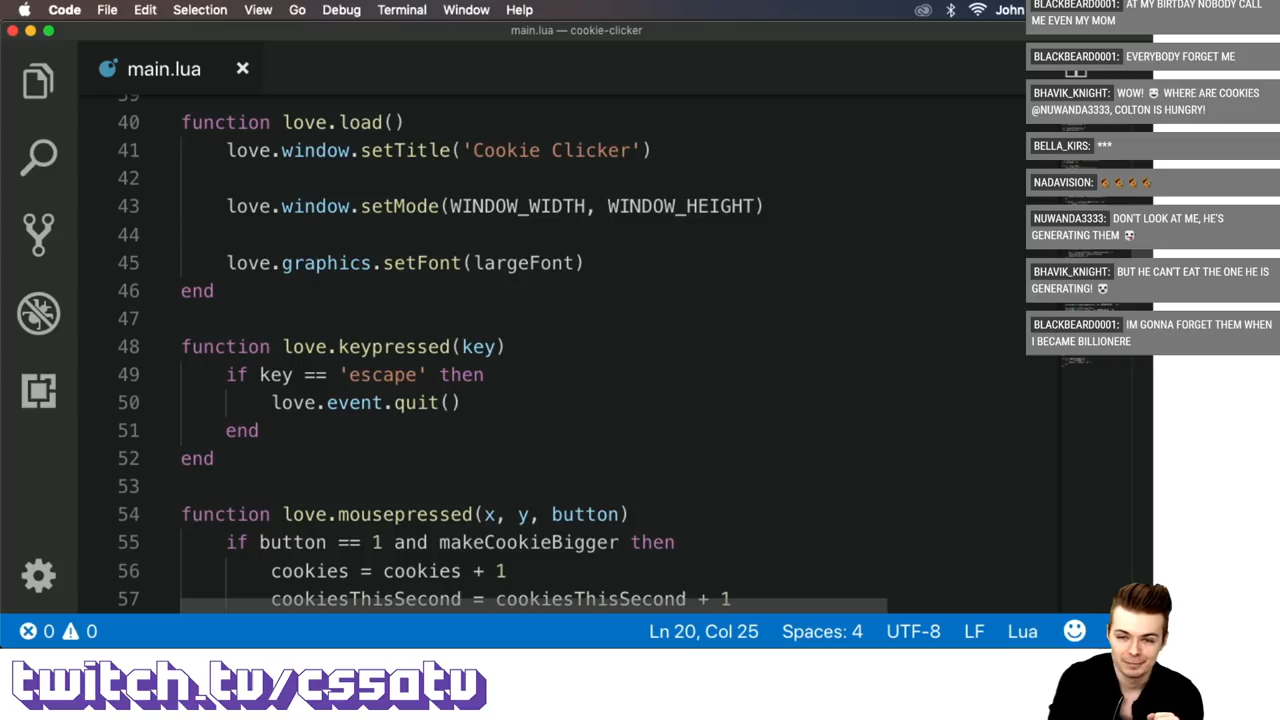 Code File Edit Selection View Go Debug Terminal Window Help John
main.lua — cookie-clicker
main.lua
39
40 function love.load()
41 love.window.setTitle('Cookie Clicker')
42
43 love.window.setMode(WINDOW_WIDTH, WINDOW_HEIGHT)
44
45 love.graphics.setFont(largeFont)
46 end
47
48 function love.keypressed(key)
49 if key == 'escape' then
50 love.event.quit()
51 end
52 end
53
54 function love.mousepressed(x, y, button)
55 if button == 1 and makeCookieBigger then
56 cookies = cookies + 1
57 cookiesThisSecond = cookiesThisSecond + 1
0 0 Ln 20, Col 25 Spaces: 4 UTF-8 LF Lua
BLACKBEARD0001: AT MY BIRTDAY NOBODY CALL
ME EVEN MY MOM
BLACKBEARD0001: EVERYBODY FORGET ME
BHAVIK_KNIGHT: WOW! WHERE ARE COOKIES
@NUWANDA3333, COLTON IS HUNGRY!
BELLA_KIRS: ***
NADAVISION:
NUWANDA3333: DON'T LOOK AT ME, HE'S
GENERATING THEM
BHAVIK_KNIGHT: BUT HE CAN'T EAT THE ONE HE IS
GENERATING!
BLACKBEARD0001: IM GONNA FORGET THEM WHEN
I BECAME BILLIONERE
twitch.tv/cs50tv